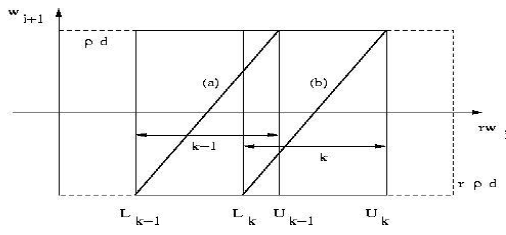 w i+1
ρ d
(a)
(b)
rw
k-1
k
r ρ d
L k-1
L k
U k-1
U k